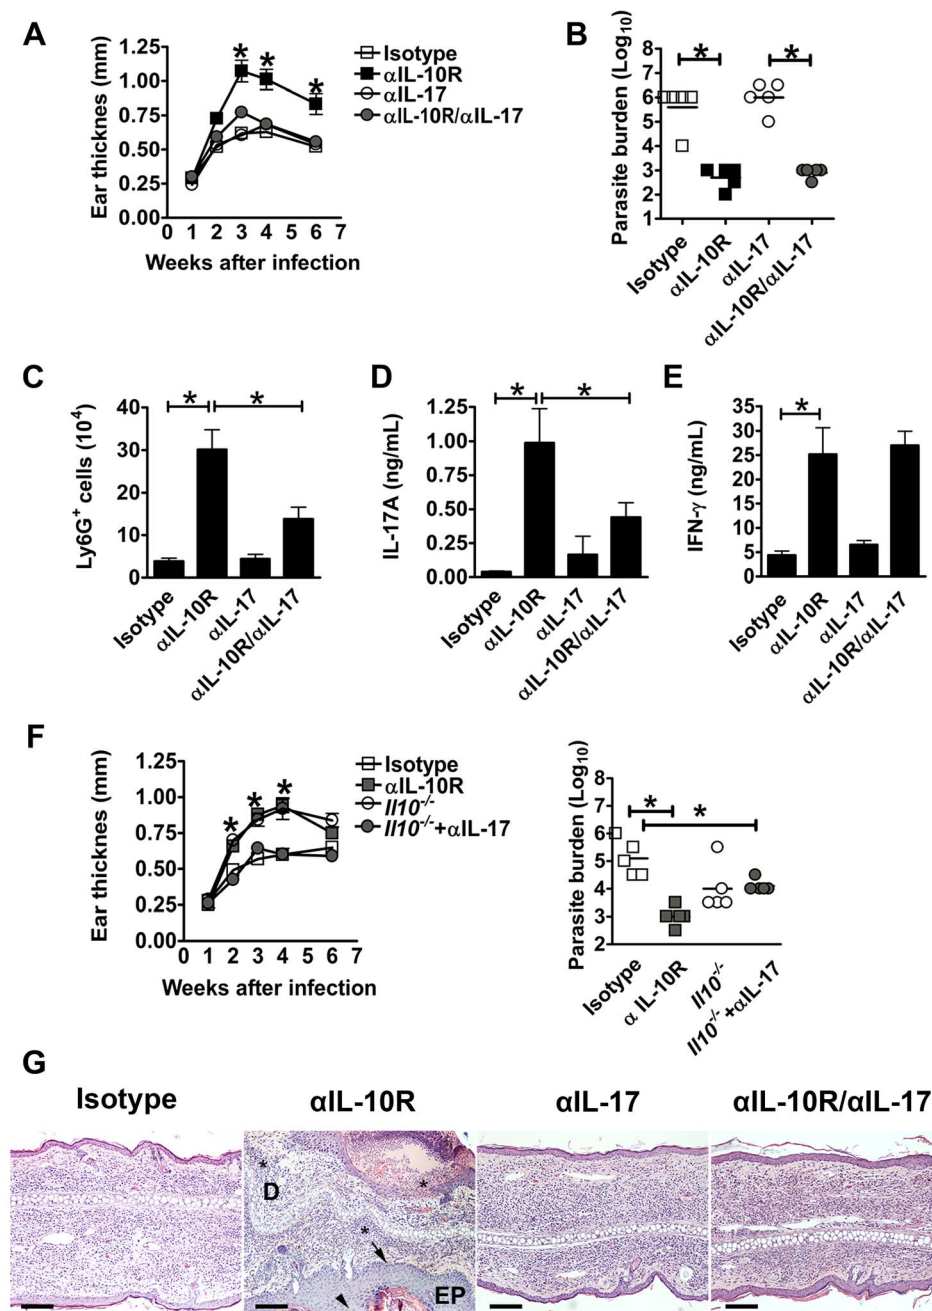 A
Ear thicknes (mm)
1.25
1.00
0.75
0.50
0.25
0.00
0 1 2 3 4 5 6 7
Weeks after infection
* * *
Isotype
αIL-10R
αIL-17
αIL-10R/αIL-17
B
Parasite burden (Log10)
8
7
6
5
4
3
2
1
* *
Isotype
αIL-10R
αIL-17
αIL-10R/αIL-17
C
Ly6G+ cells (10⁴)
40
30
20
10
0
* *
Isotype
αIL-10R
αIL-17
αIL-10R/αIL-17
D
IL-17A (ng/mL)
1.25
1.00
0.75
0.50
0.25
0.00
* *
Isotype
αIL-10R
αIL-17
αIL-10R/αIL-17
E
IFN-γ (ng/mL)
35
30
25
20
15
10
5
0
*
Isotype
αIL-10R
αIL-17
αIL-10R/αIL-17
F
Ear thicknes (mm)
1.25
1.00
0.75
0.50
0.25
0.00
0 1 2 3 4 5 6 7
Weeks after infection
* * *
Isotype
αIL-10R
Il10-/-
Il10-/-+αIL-17
Parasite burden (Log10)
8
7
6
5
4
3
2
* *
Isotype
α IL-10R
Il10-/-
Il10-/-+αIL-17
G
Isotype αIL-10R αIL-17 αIL-10R/αIL-17
*
D
*
*
EP